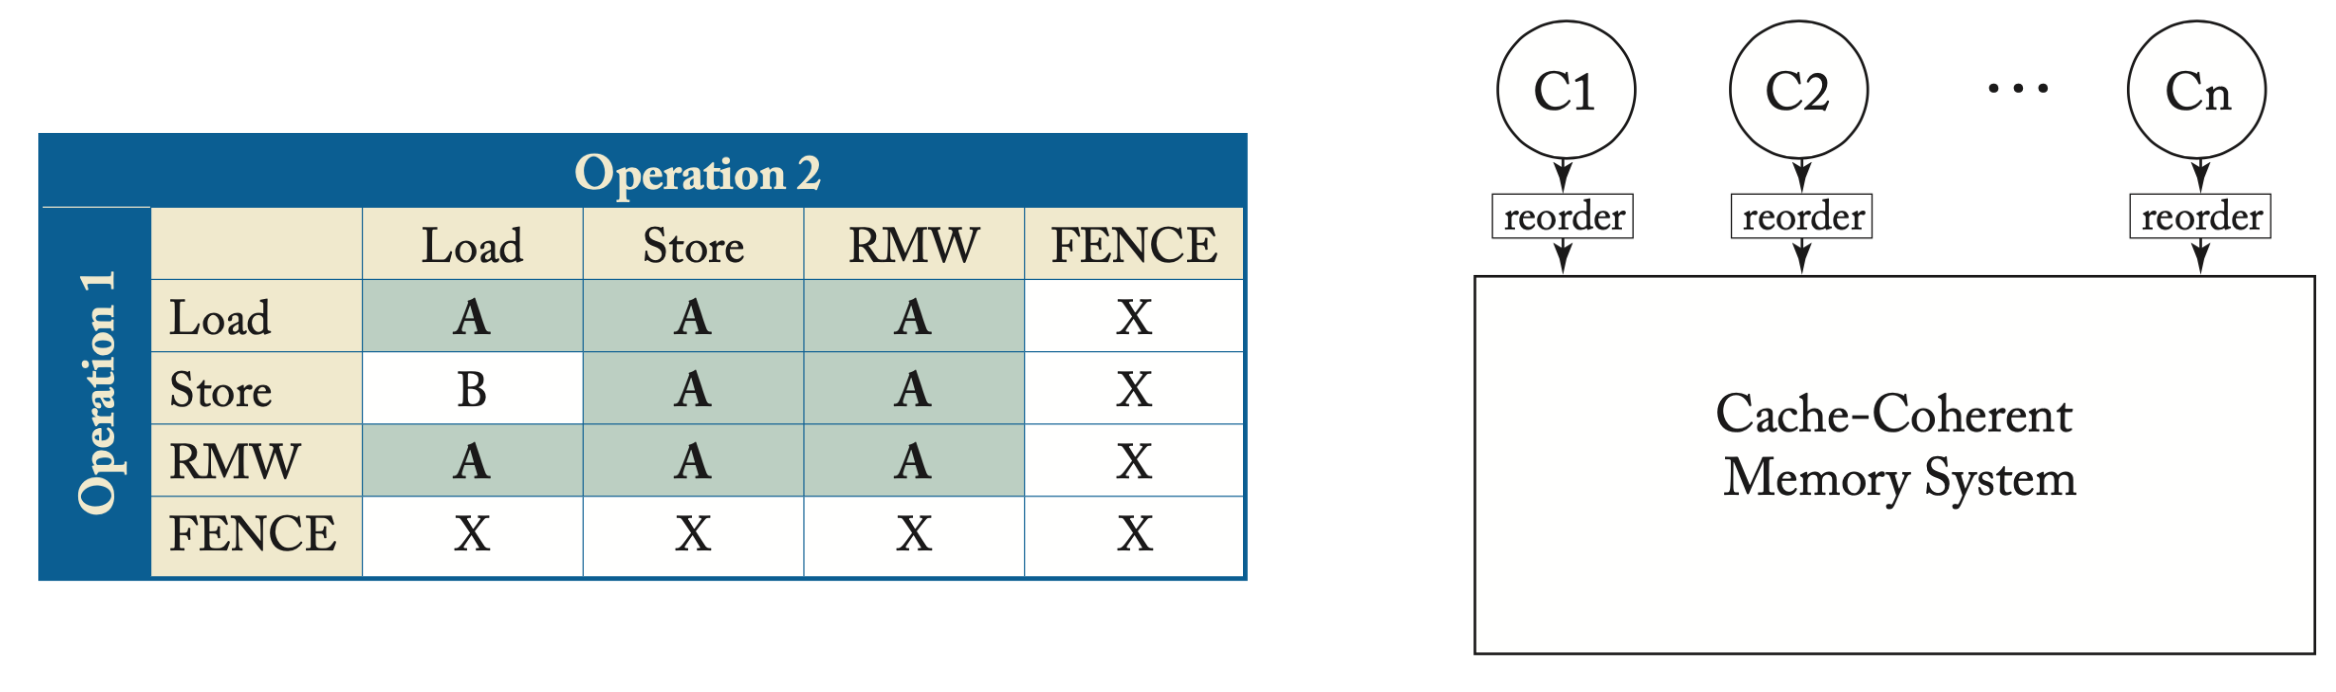 Operation 2
Operation 1
Load Store RMW FENCE
Load A A A X
Store B A A X
RMW A A A X
FENCE X X X X
C1 C2 ... Cn
reorder reorder reorder
Cache-Coherent
Memory System